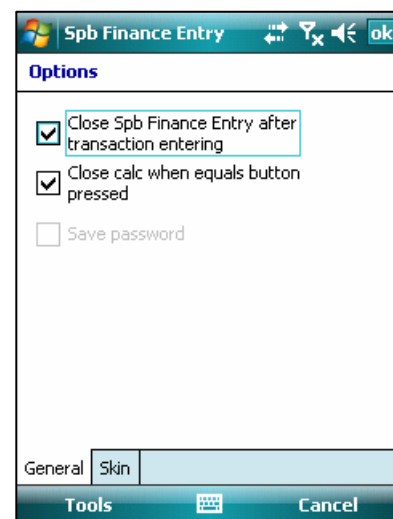 Spb Finance Entry ok
Options
Close Spb Finance Entry after
transaction entering
Close calc when equals button
pressed
Save password
General Skin
Tools Cancel